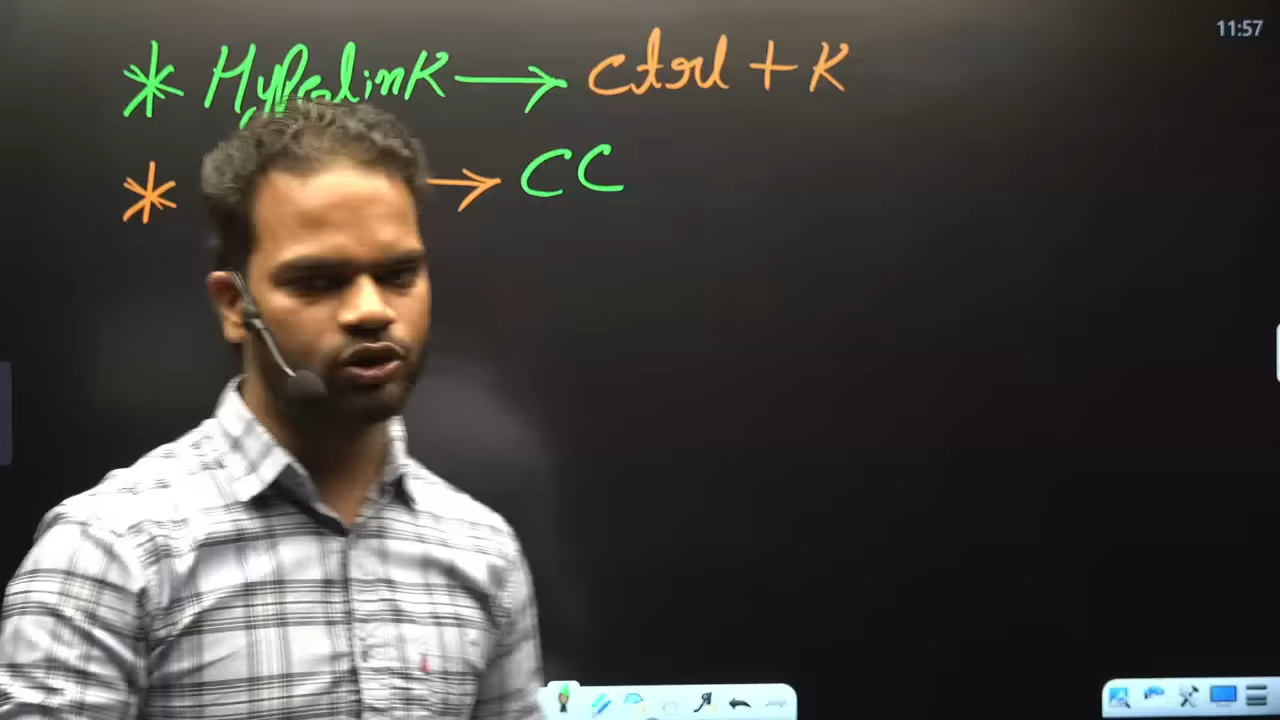 11:57
* Hyperlink → Ctrl + K
* → CC